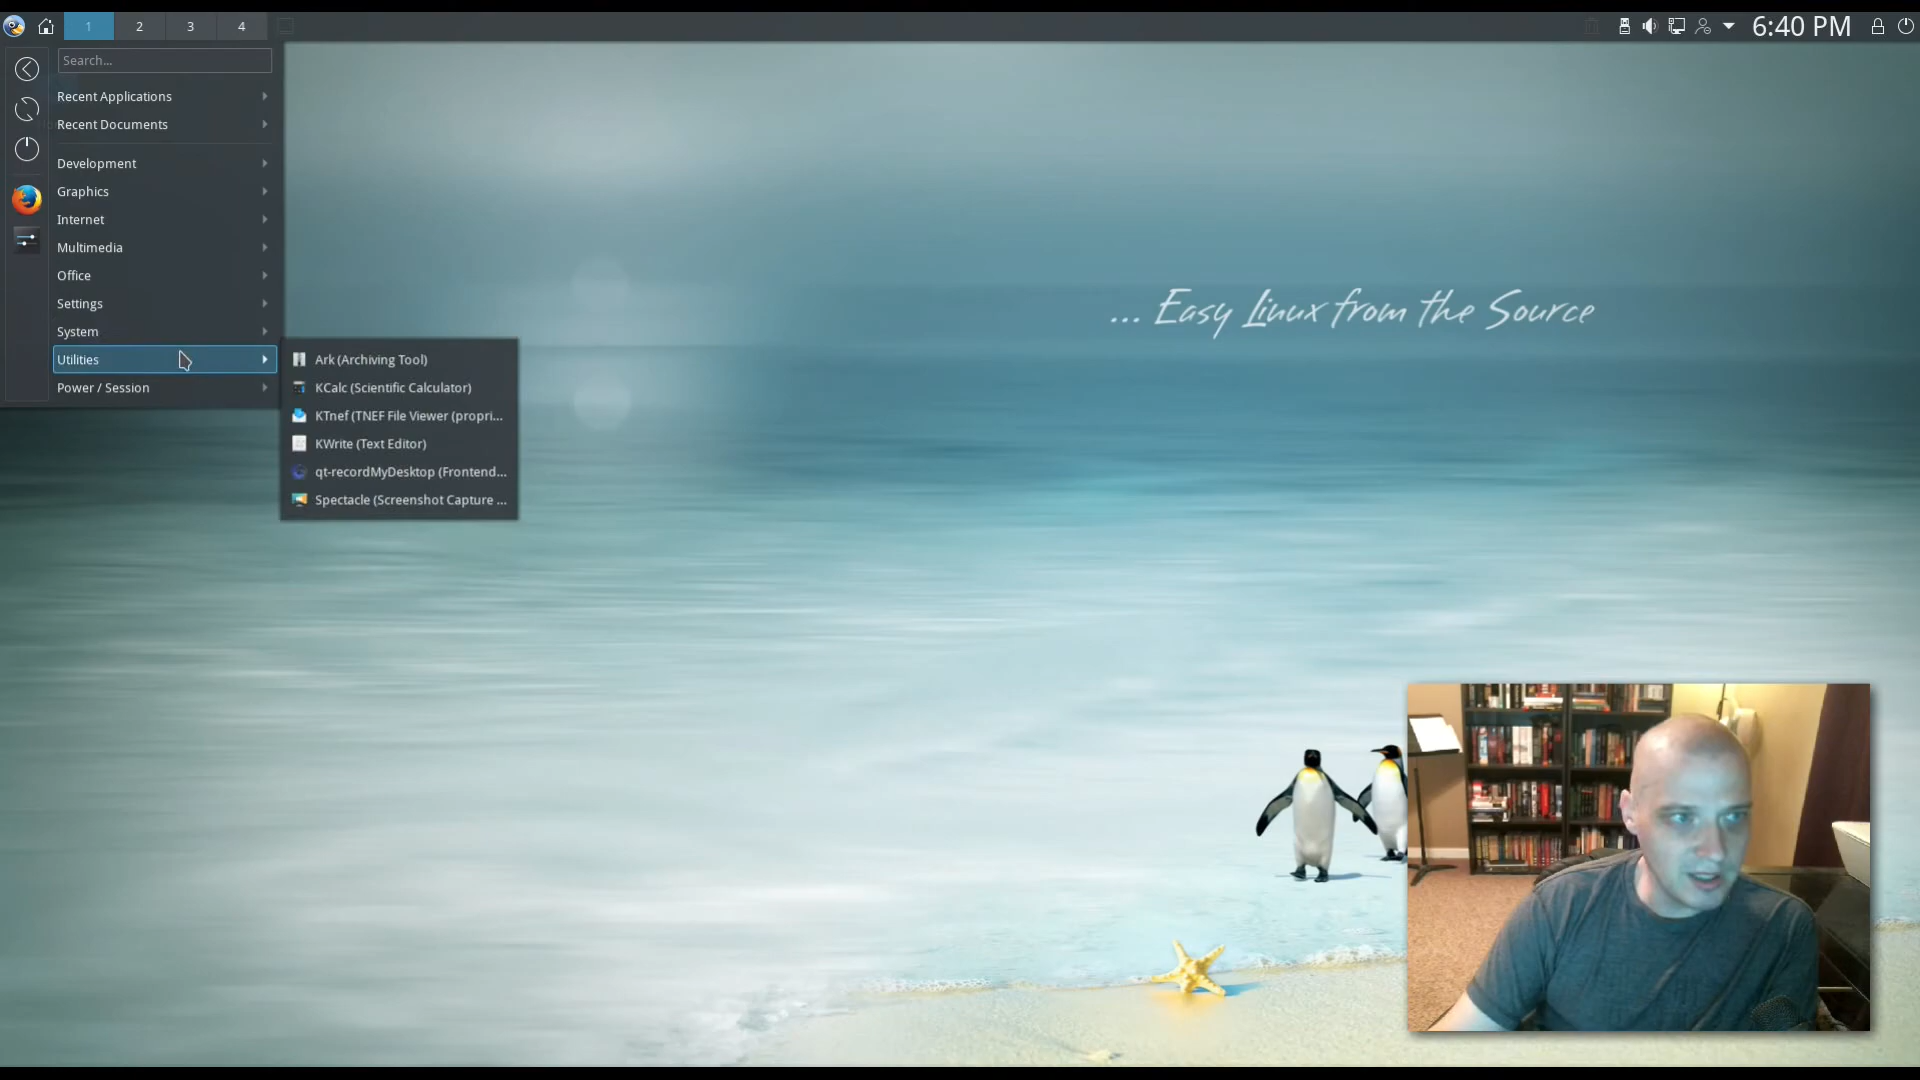 1 2 3 4
6:40 PM
Search...
Recent Applications
Recent Documents
Development
Graphics
Internet
Multimedia
Office
Settings
System
Utilities
Power / Session
Ark (Archiving Tool)
KCalc (Scientific Calculator)
KTnef (TNEF File Viewer (propri...
KWrite (Text Editor)
qt-recordMyDesktop (Frontend...
Spectacle (Screenshot Capture ...
... Easy Linux from the Source